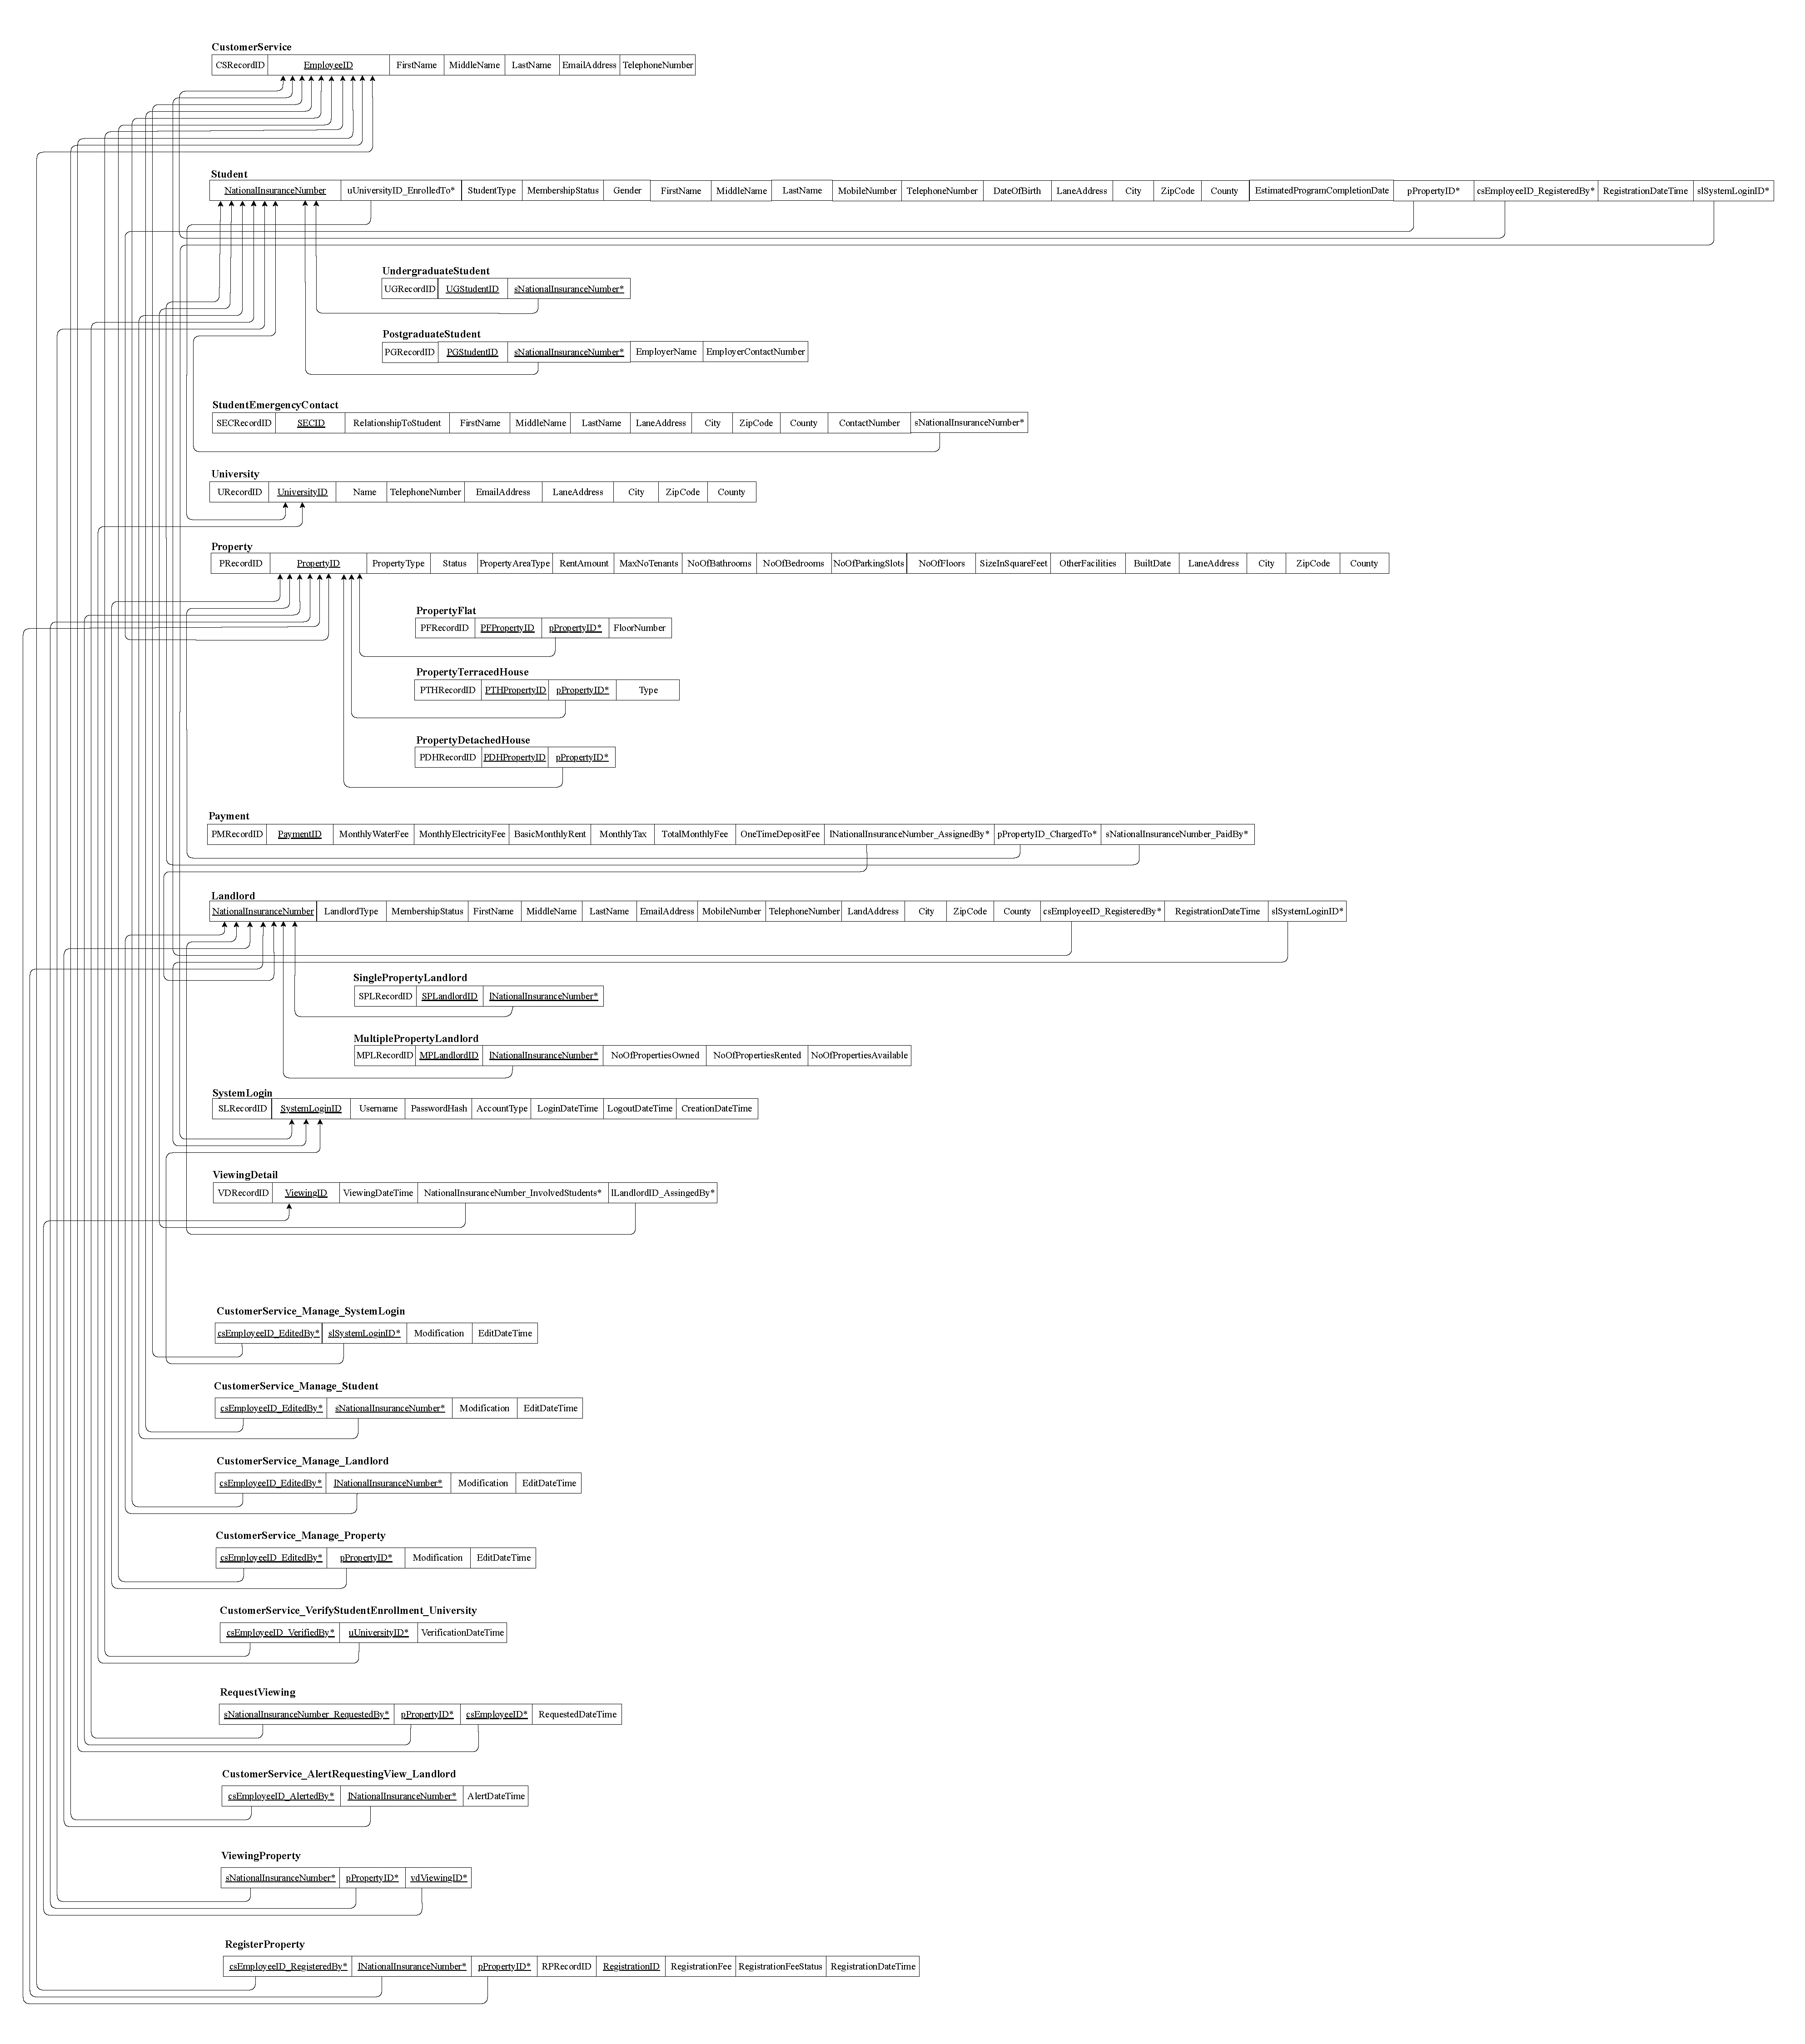 CustomerService
CSRecordID EmployeeID FirstName MiddleName LastName EmailAddress TelephoneNumber
Student
NationalInsuranceNumber uUniversityID_EnrolledTo* StudentType MembershipStatus Gender FirstName MiddleName LastName MobileNumber TelephoneNumber DateOfBirth LaneAddress City ZipCode County EstimatedProgramCompletionDate pPropertyID* csEmployeeID_RegisteredBy* RegistrationDateTime slSystemLoginID*
UndergraduateStudent
UGRecordID UGStudentID sNationalInsuranceNumber*
PostgraduateStudent
PGRecordID PGStudentID sNationalInsuranceNumber* EmployerName EmployerContactNumber
StudentEmergencyContact
SECRecordID SECID RelationshipToStudent FirstName MiddleName LastName LaneAddress City ZipCode County ContactNumber sNationalInsuranceNumber*
University
URecordID UniversityID Name TelephoneNumber EmailAddress LaneAddress City ZipCode County
Property
PRecordID PropertyID PropertyType Status PropertyAreaType RentAmount MaxNoTenants NoOfBathrooms NoOfBedrooms NoOfParkingSlots NoOfFloors SizeInSquareFeet OtherFacilities BuiltDate LaneAddress City ZipCode County
PropertyFlat
PFRecordID PFPropertyID pPropertyID* FloorNumber
PropertyTerracedHouse
PTHRecordID PTHPropertyID pPropertyID* Type
PropertyDetachedHouse
PDHRecordID PDHPropertyID pPropertyID*
Payment
PMRecordID PaymentID MonthlyWaterFee MonthlyElectricityFee BasicMonthlyRent MonthlyTax TotalMonthlyFee OneTimeDepositFee lNationalInsuranceNumber_AssignedBy* pPropertyID_ChargedTo* sNationalInsuranceNumber_PaidBy*
Landlord
NationalInsuranceNumber LandlordType MembershipStatus FirstName MiddleName LastName EmailAddress MobileNumber TelephoneNumber LandAddress City ZipCode County csEmployeeID_RegisteredBy* RegistrationDateTime slSystemLoginID*
SinglePropertyLandlord
SPLRecordID SPLandlordID lNationalInsuranceNumber*
MultiplePropertyLandlord
MPLRecordID MPLandlordID lNationalInsuranceNumber* NoOfPropertiesOwned NoOfPropertiesRented NoOfPropertiesAvailable
SystemLogin
SLRecordID SystemLoginID Username PasswordHash AccountType LoginDateTime LogoutDateTime CreationDateTime
ViewingDetail
VDRecordID ViewingID ViewingDateTime NationalInsuranceNumber_InvolvedStudents* lLandlordID_AssingedBy*
CustomerService_Manage_SystemLogin
csEmployeeID_EditedBy* slSystemLoginID* Modification EditDateTime
CustomerService_Manage_Student
csEmployeeID_EditedBy* sNationalInsuranceNumber* Modification EditDateTime
CustomerService_Manage_Landlord
csEmployeeID_EditedBy* lNationalInsuranceNumber* Modification EditDateTime
CustomerService_Manage_Property
csEmployeeID_EditedBy* pPropertyID* Modification EditDateTime
CustomerService_VerifyStudentEnrollment_University
csEmployeeID_VerifiedBy* uUniversityID* VerificationDateTime
RequestViewing
sNationalInsuranceNumber_RequestedBy* pPropertyID* csEmployeeID* RequestedDateTime
CustomerService_AlertRequestingView_Landlord
csEmployeeID_AlertedBy* lNationalInsuranceNumber* AlertDateTime
ViewingProperty
sNationalInsuranceNumber* pPropertyID* vdViewingID*
RegisterProperty
csEmployeeID_RegisteredBy* lNationalInsuranceNumber* pPropertyID* RPRecordID RegistrationID RegistrationFee RegistrationFeeStatus RegistrationDateTime